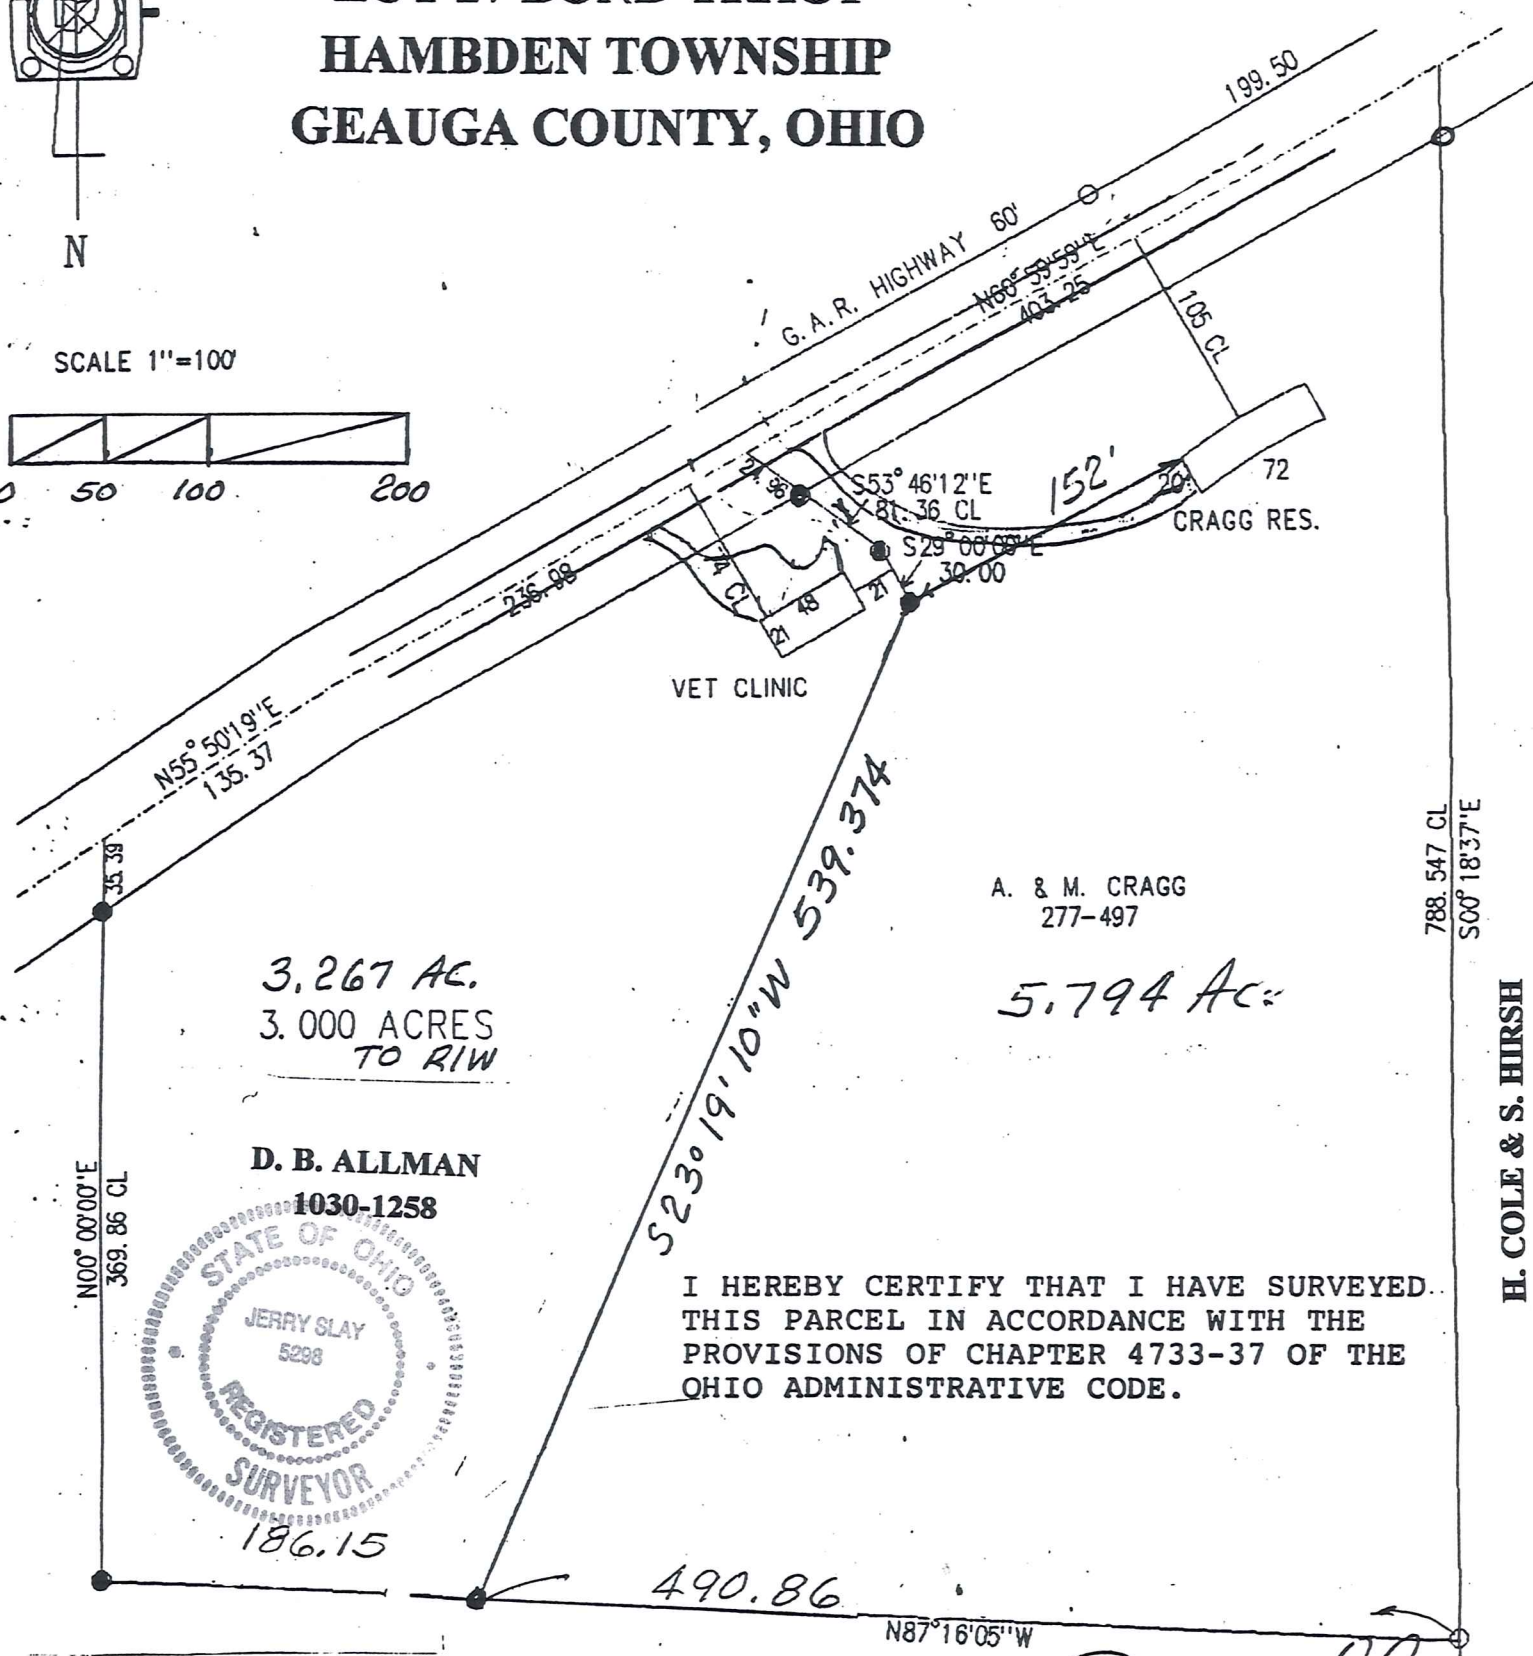 HAMBDEN TOWNSHIP
GEAUGA COUNTY, OHIO
N
SCALE 1"=100'
0 50 100 200
199.50
G.A.R. HIGHWAY 60'
N60°59'59"E
403.25
105 CL
24.96
S53°46'12"E
81.36 CL
152'
20
72
CRAGG RES.
S29°00'00"E
30.00
236.98
CL
48
21
21
VET CLINIC
N55°50'19"E
135.37
35.39
S23°19'10"W 539.374
788.547 CL
S00°18'37"E
A. & M. CRAGG
277-497
5.794 Ac.
H. COLE & S. HIRSH
3.267 AC.
3.000 ACRES
TO R/W
D. B. ALLMAN
1030-1258
N00°00'00"E
369.86 CL
STATE OF OHIO
JERRY SLAY
5298
REGISTERED
SURVEYOR
I HEREBY CERTIFY THAT I HAVE SURVEYED
THIS PARCEL IN ACCORDANCE WITH THE
PROVISIONS OF CHAPTER 4733-37 OF THE
OHIO ADMINISTRATIVE CODE.
186.15
490.86
N87°16'05"W